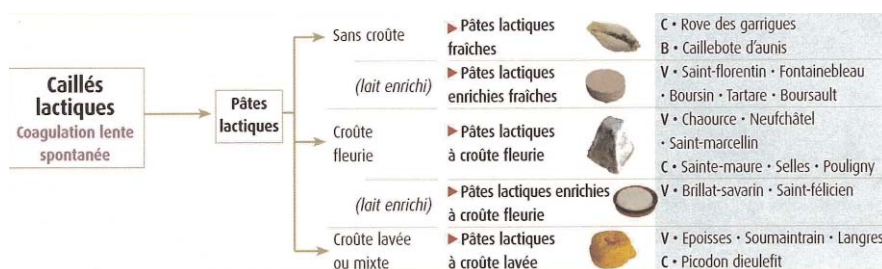 Caillés
lactiques
Coagulation lente
spontanée
Pâtes
lactiques
Sans croûte
▶ Pâtes lactiques
fraîches
C • Rove des garrigues
B • Caillebote d'aunis
(lait enrichi)
▶ Pâtes lactiques
enrichies fraîches
V • Saint-florentin • Fontainebleau
• Boursin • Tartare • Boursault
Croûte
fleurie
▶ Pâtes lactiques
à croûte fleurie
V • Chaource • Neufchâtel
• Saint-marcellin
C • Sainte-maure • Selles • Pouligny
(lait enrichi)
▶ Pâtes lactiques enrichies
à croûte fleurie
V • Brillat-savarin • Saint-félicien
Croûte lavée
ou mixte
▶ Pâtes lactiques
à croûte lavée
V • Epoisses • Soumaintrain • Langres
C • Picodon dieulefit